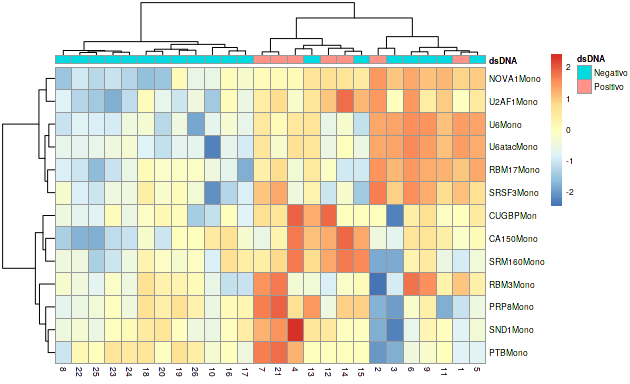 dsDNA
NOVA1Mono
U2AF1Mono
U6Mono
U6atacMono
RBM17Mono
SRSF3Mono
CUGBPMon
CA150Mono
SRM160Mono
RBM3Mono
PRP8Mono
SND1Mono
PTBMono
8 22 25 23 24 18 20 19 26 10 16 17 7 21 4 13 12 14 15 2 3 6 9 11 1 5
2
1
0
-1
-2
dsDNA
Negativo
Positivo